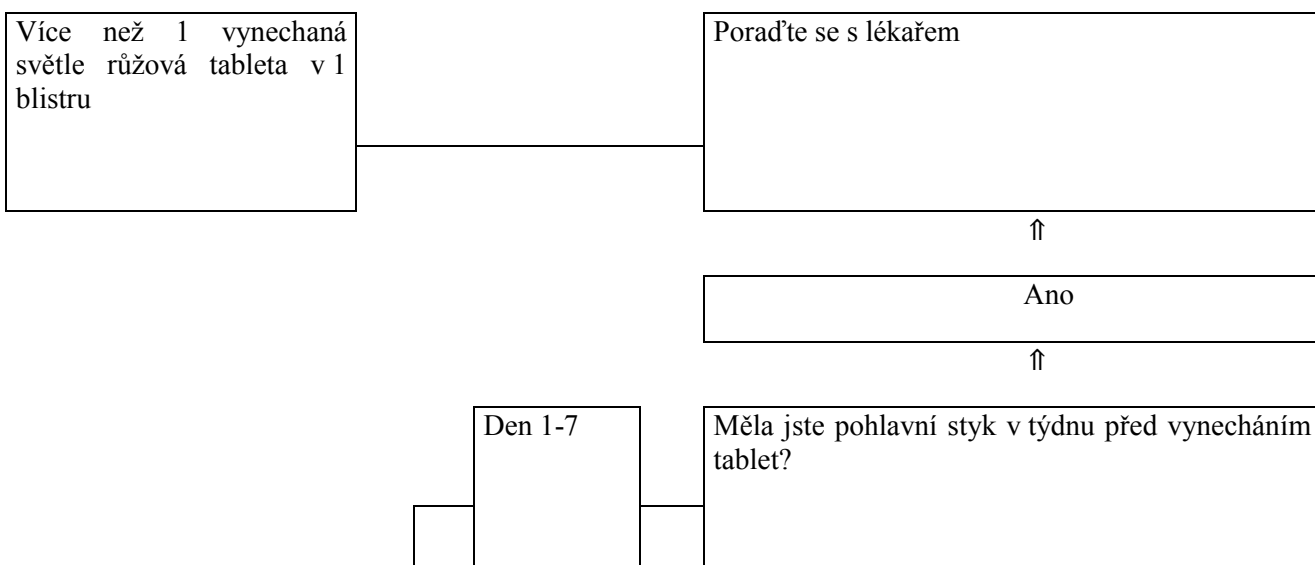 Více než 1 vynechaná
světle růžová tableta v 1
blistru
Poraďte se s lékařem
⇑
Ano
⇑
Den 1-7
Měla jste pohlavní styk v týdnu před vynecháním
tablet?